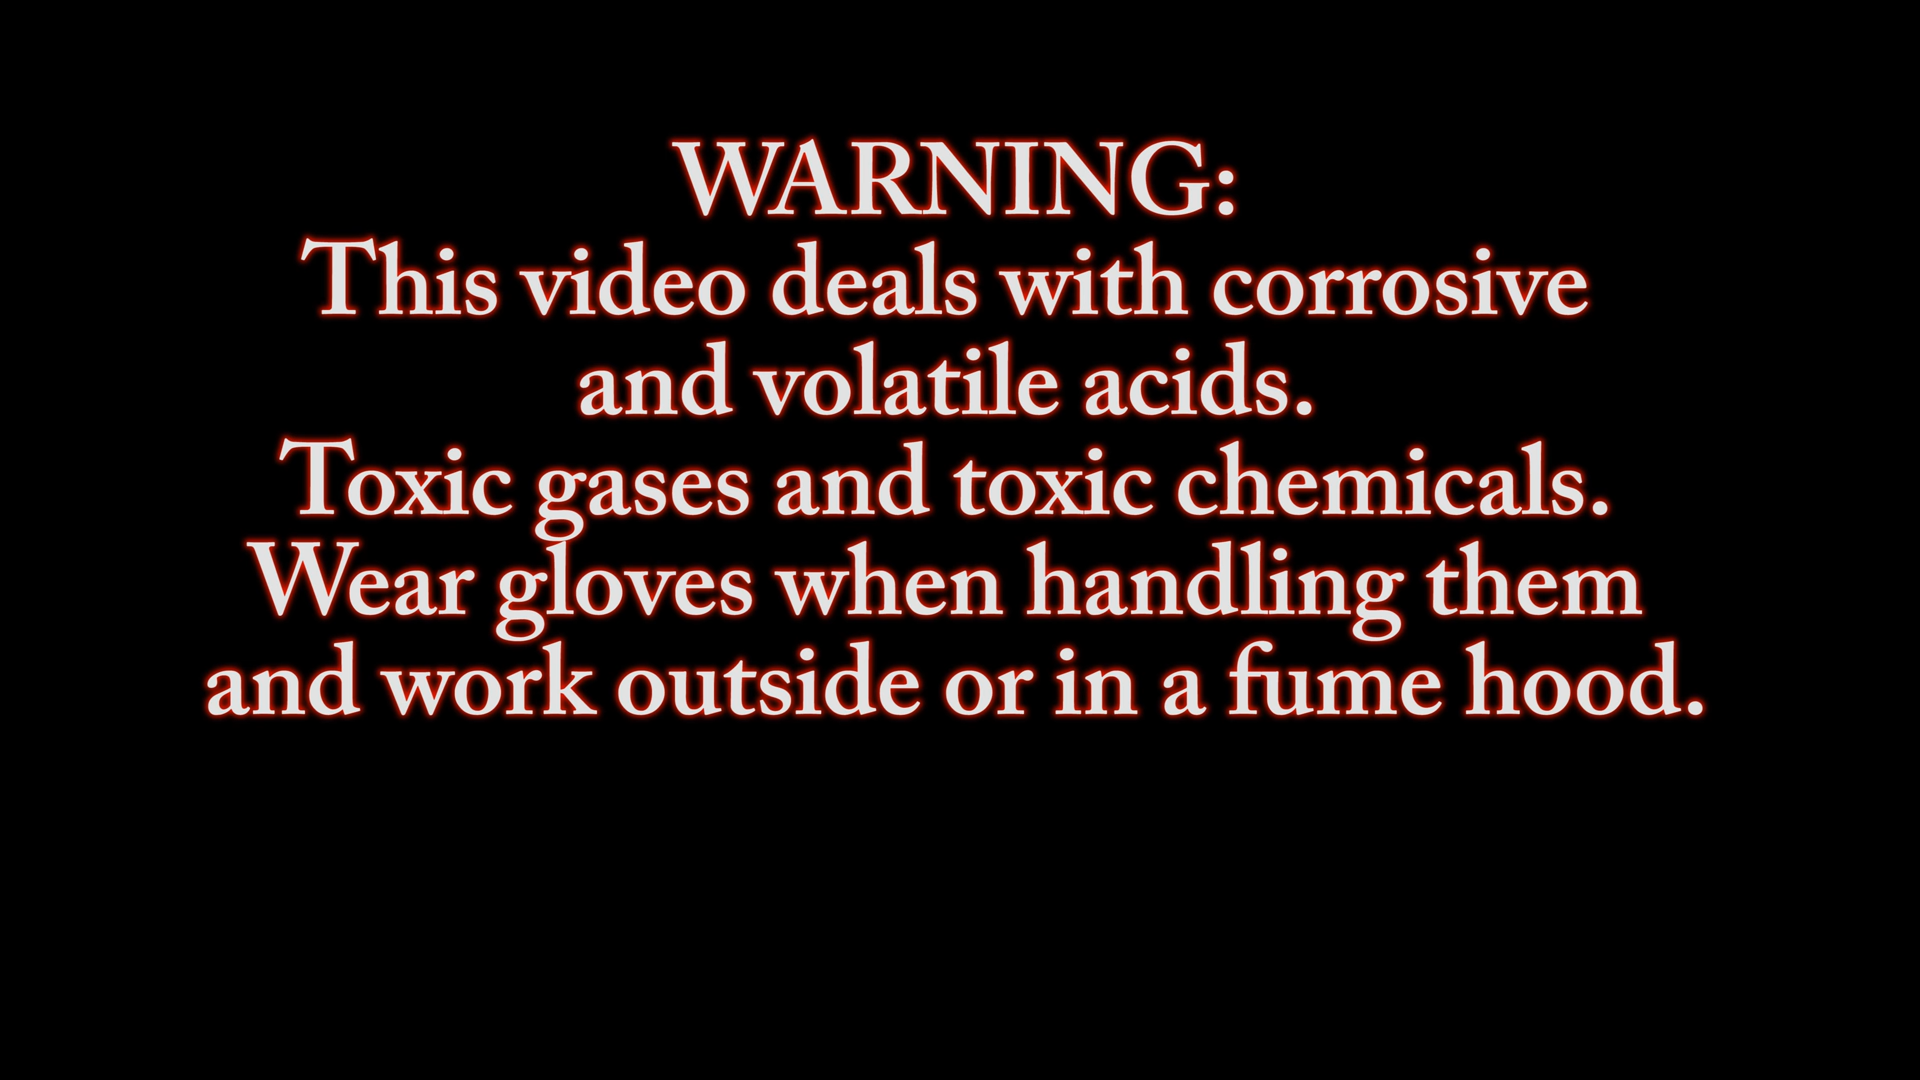 WARNING:
This video deals with corrosive
and volatile acids.
Toxic gases and toxic chemicals.
Wear gloves when handling them
and work outside or in a fume hood.